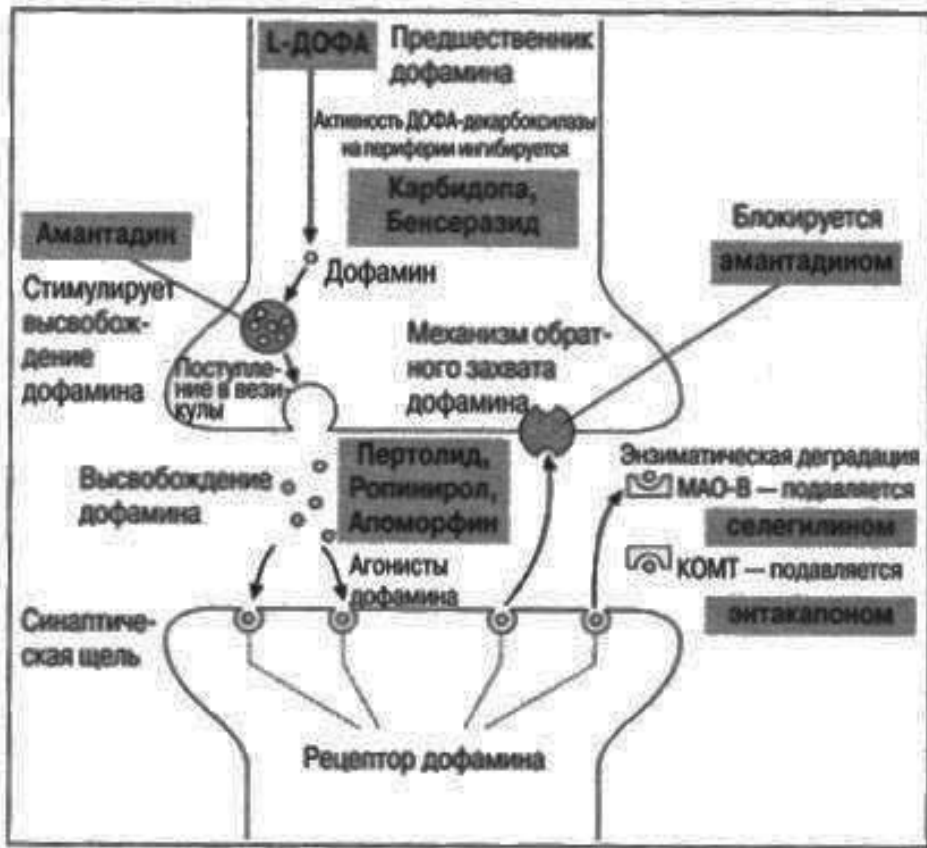 L-ДОФА
Предшественник
дофамина
Активность ДОФА-декарбоксилазы
на периферии ингибируется
Карбидопа,
Бенсеразид
Амантадин
Стимулирует
высвобож-
дение
дофамина
Дофамин
Поступле-
ние в вези-
кулы
Блокируется
амантадином
Механизм обрат-
ного захвата
дофамина
Высвобождение
дофамина
Пертолид,
Ропинирол,
Апоморфин
Агонисты
дофамина
Энзиматическая деградация
МАО-В — подавляется
селегилином
КОМТ — подавляется
энтакапоном
Синаптиче-
ская щель
Рецептор дофамина